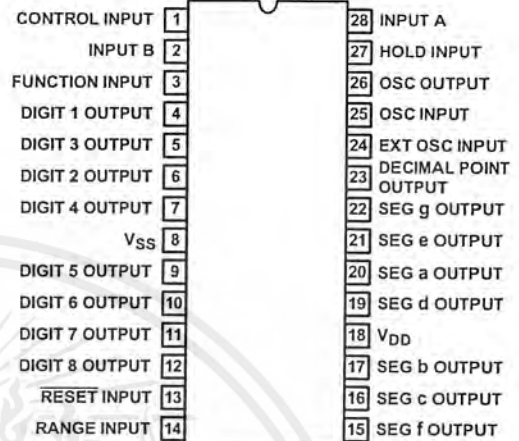 CONTROL INPUT 1
INPUT B 2
FUNCTION INPUT 3
DIGIT 1 OUTPUT 4
DIGIT 3 OUTPUT 5
DIGIT 2 OUTPUT 6
DIGIT 4 OUTPUT 7
VSS 8
DIGIT 5 OUTPUT 9
DIGIT 6 OUTPUT 10
DIGIT 7 OUTPUT 11
DIGIT 8 OUTPUT 12
RESET INPUT 13
RANGE INPUT 14
28 INPUT A
27 HOLD INPUT
26 OSC OUTPUT
25 OSC INPUT
24 EXT OSC INPUT
23 DECIMAL POINT
OUTPUT
22 SEG g OUTPUT
21 SEG e OUTPUT
20 SEG a OUTPUT
19 SEG d OUTPUT
18 VDD
17 SEG b OUTPUT
16 SEG c OUTPUT
15 SEG f OUTPUT